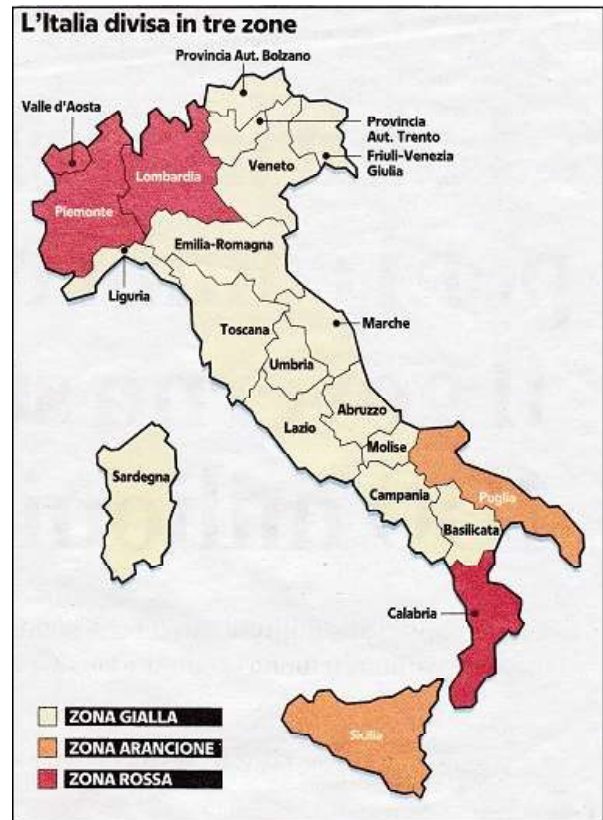 L'Italia divisa in tre zone
Provincia Aut. Bolzano
Valle d'Aosta
Provincia
Aut. Trento
Friuli-Venezia
Giulia
Veneto
Lombardia
Piemonte
Emilia-Romagna
Liguria
Marche
Toscana
Umbria
Abruzzo
Lazio
Molise
Sardegna
Campania
Puglia
Basilicata
Calabria
Sicilia
ZONA GIALLA
ZONA ARANCIONE
ZONA ROSSA